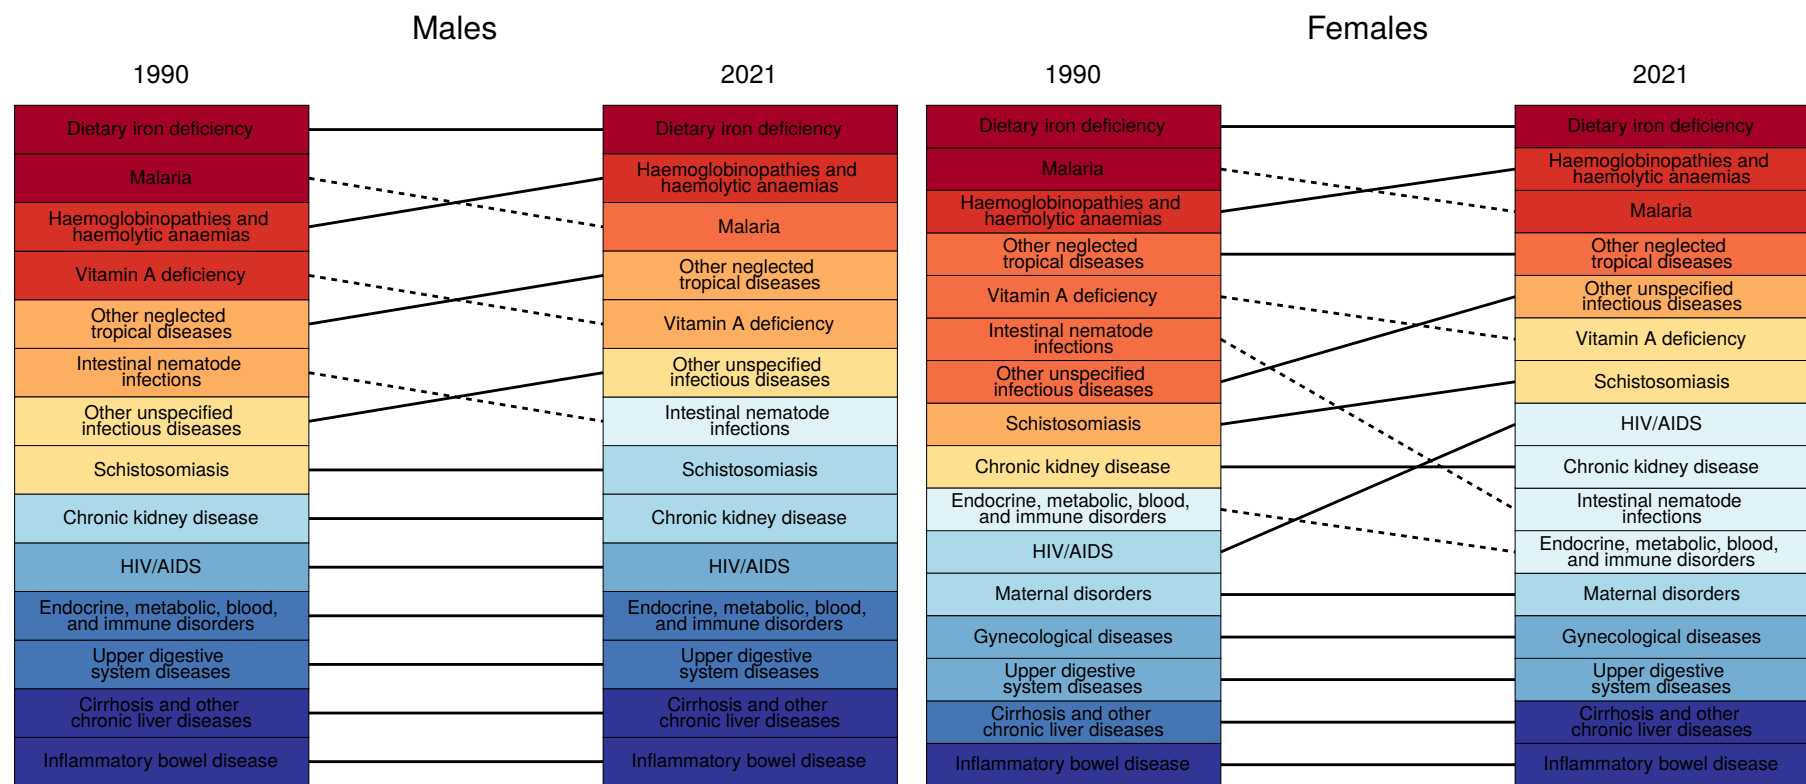 Males
1990
2021
Dietary iron deficiency
Malaria
Haemoglobinopathies and
haemolytic anaemias
Vitamin A deficiency
Other neglected
tropical diseases
Intestinal nematode
infections
Other unspecified
infectious diseases
Schistosomiasis
Chronic kidney disease
HIV/AIDS
Endocrine, metabolic, blood,
and immune disorders
Upper digestive
system diseases
Cirrhosis and other
chronic liver diseases
Inflammatory bowel disease
Dietary iron deficiency
Haemoglobinopathies and
haemolytic anaemias
Malaria
Other neglected
tropical diseases
Vitamin A deficiency
Other unspecified
infectious diseases
Intestinal nematode
infections
Schistosomiasis
Chronic kidney disease
HIV/AIDS
Endocrine, metabolic, blood,
and immune disorders
Upper digestive
system diseases
Cirrhosis and other
chronic liver diseases
Inflammatory bowel disease
Females
1990
2021
Dietary iron deficiency
Malaria
Haemoglobinopathies and
haemolytic anaemias
Other neglected
tropical diseases
Vitamin A deficiency
Intestinal nematode
infections
Other unspecified
infectious diseases
Schistosomiasis
Chronic kidney disease
Endocrine, metabolic, blood,
and immune disorders
HIV/AIDS
Maternal disorders
Gynecological diseases
Upper digestive
system diseases
Cirrhosis and other
chronic liver diseases
Inflammatory bowel disease
Dietary iron deficiency
Haemoglobinopathies and
haemolytic anaemias
Malaria
Other neglected
tropical diseases
Other unspecified
infectious diseases
Vitamin A deficiency
Schistosomiasis
HIV/AIDS
Chronic kidney disease
Intestinal nematode
infections
Endocrine, metabolic, blood,
and immune disorders
Maternal disorders
Gynecological diseases
Upper digestive
system diseases
Cirrhosis and other
chronic liver diseases
Inflammatory bowel disease